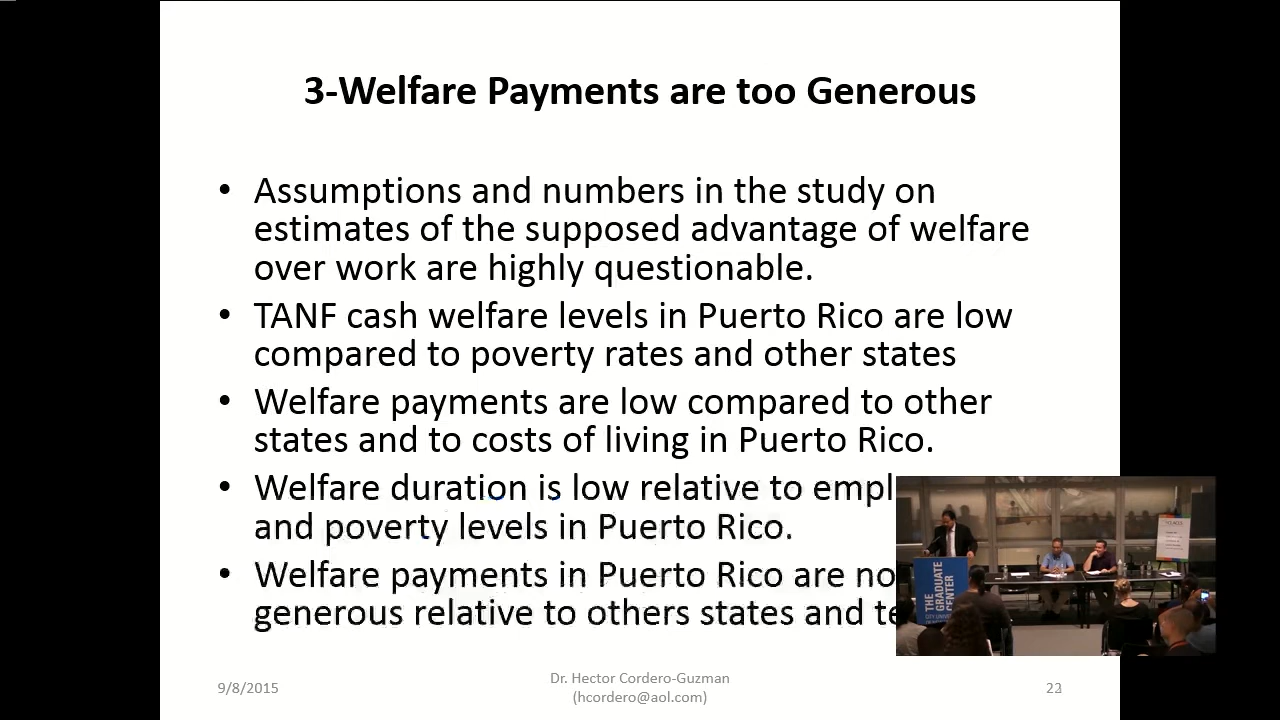 3-Welfare Payments are too Generous
• Assumptions and numbers in the study on
estimates of the supposed advantage of welfare
over work are highly questionable.
• TANF cash welfare levels in Puerto Rico are low
compared to poverty rates and other states
• Welfare payments are low compared to other
states and to costs of living in Puerto Rico.
• Welfare duration is low relative to empl
and poverty levels in Puerto Rico.
• Welfare payments in Puerto Rico are no
generous relative to others states and te
THE
GRADUATE
CENTER
9/8/2015
Dr. Hector Cordero-Guzman
(hcordero@aol.com)